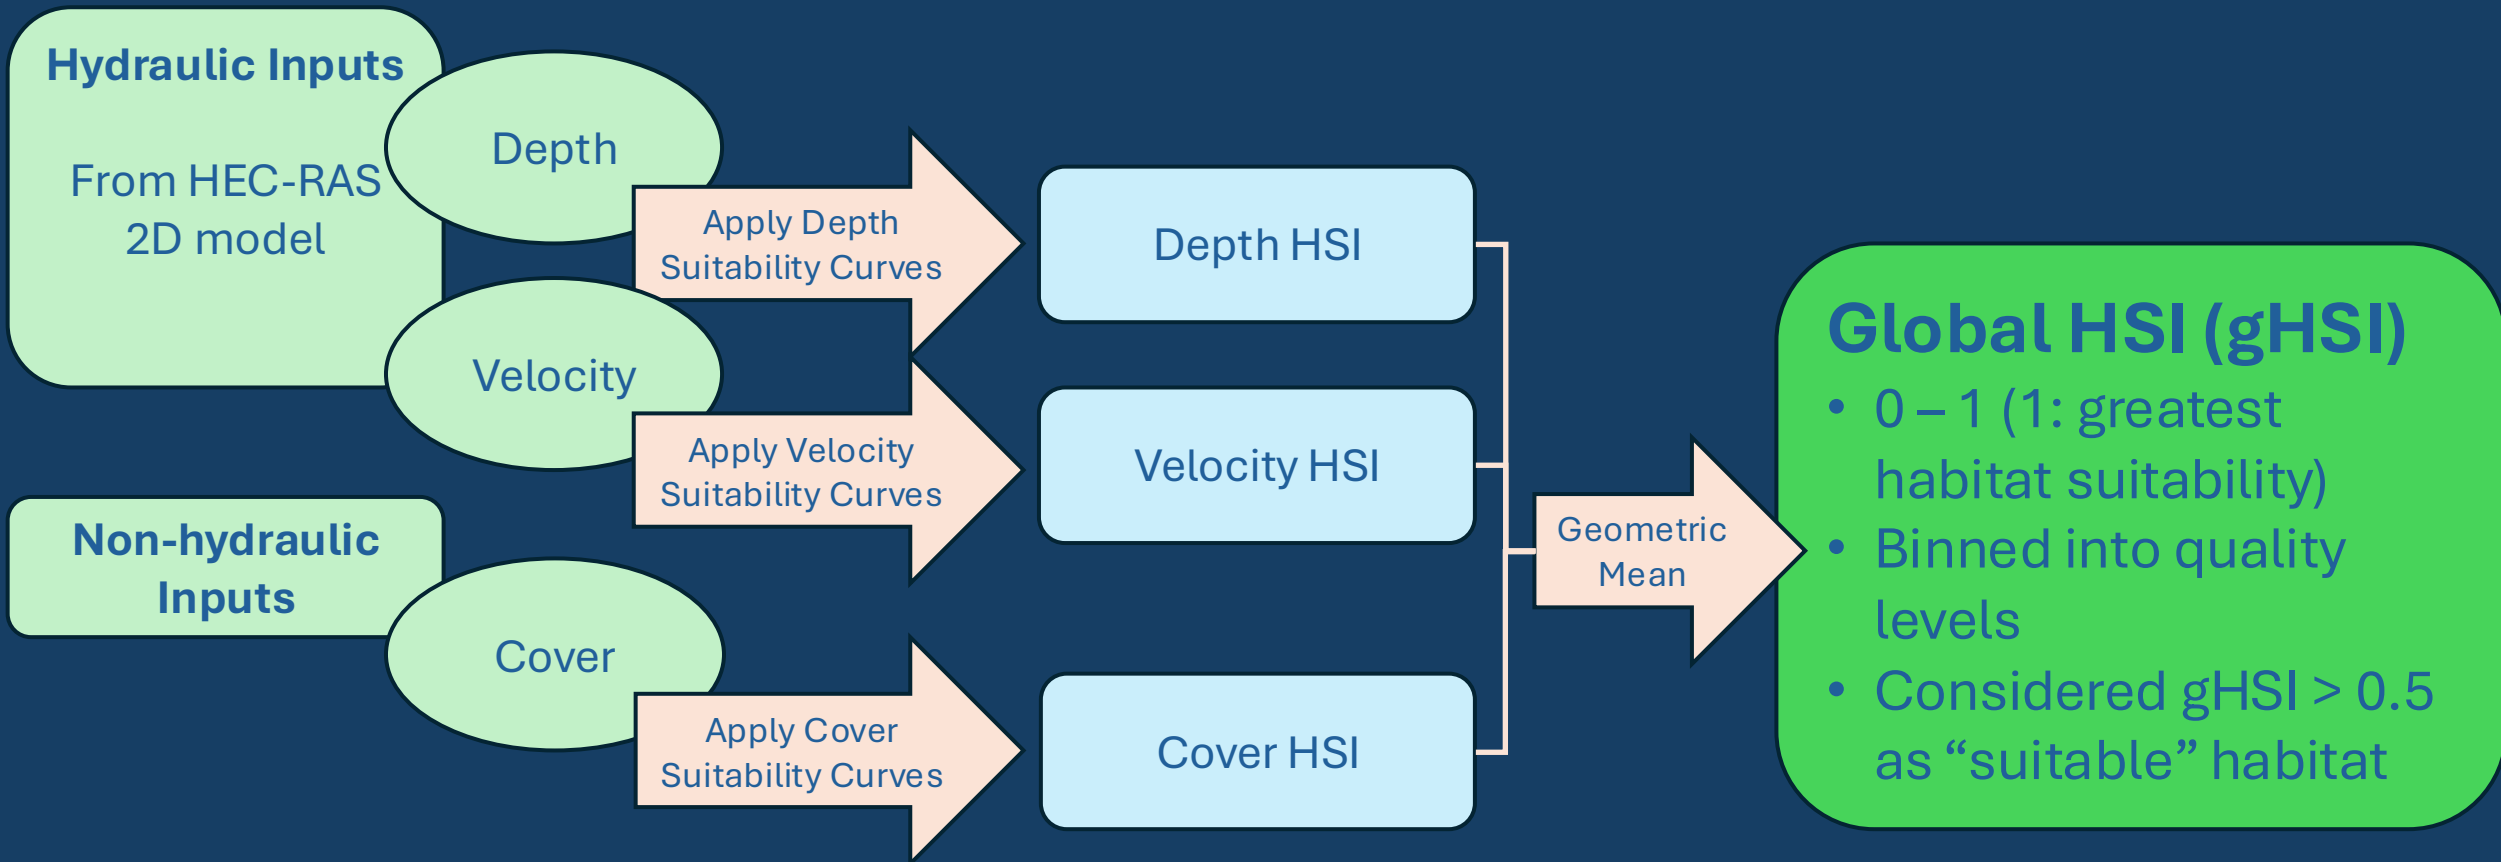 Hydraulic Inputs
From HEC-RAS
2D model
Depth
Apply Depth
Suitability Curves
Depth HSI
Velocity
Apply Velocity
Suitability Curves
Velocity HSI
Non-hydraulic
Inputs
Cover
Apply Cover
Suitability Curves
Cover HSI
Geometric
Mean
Global HSI (gHSI)
• 0 – 1 (1: greatest
habitat suitability)
• Binned into quality
levels
• Considered gHSI > 0.5
as “suitable” habitat